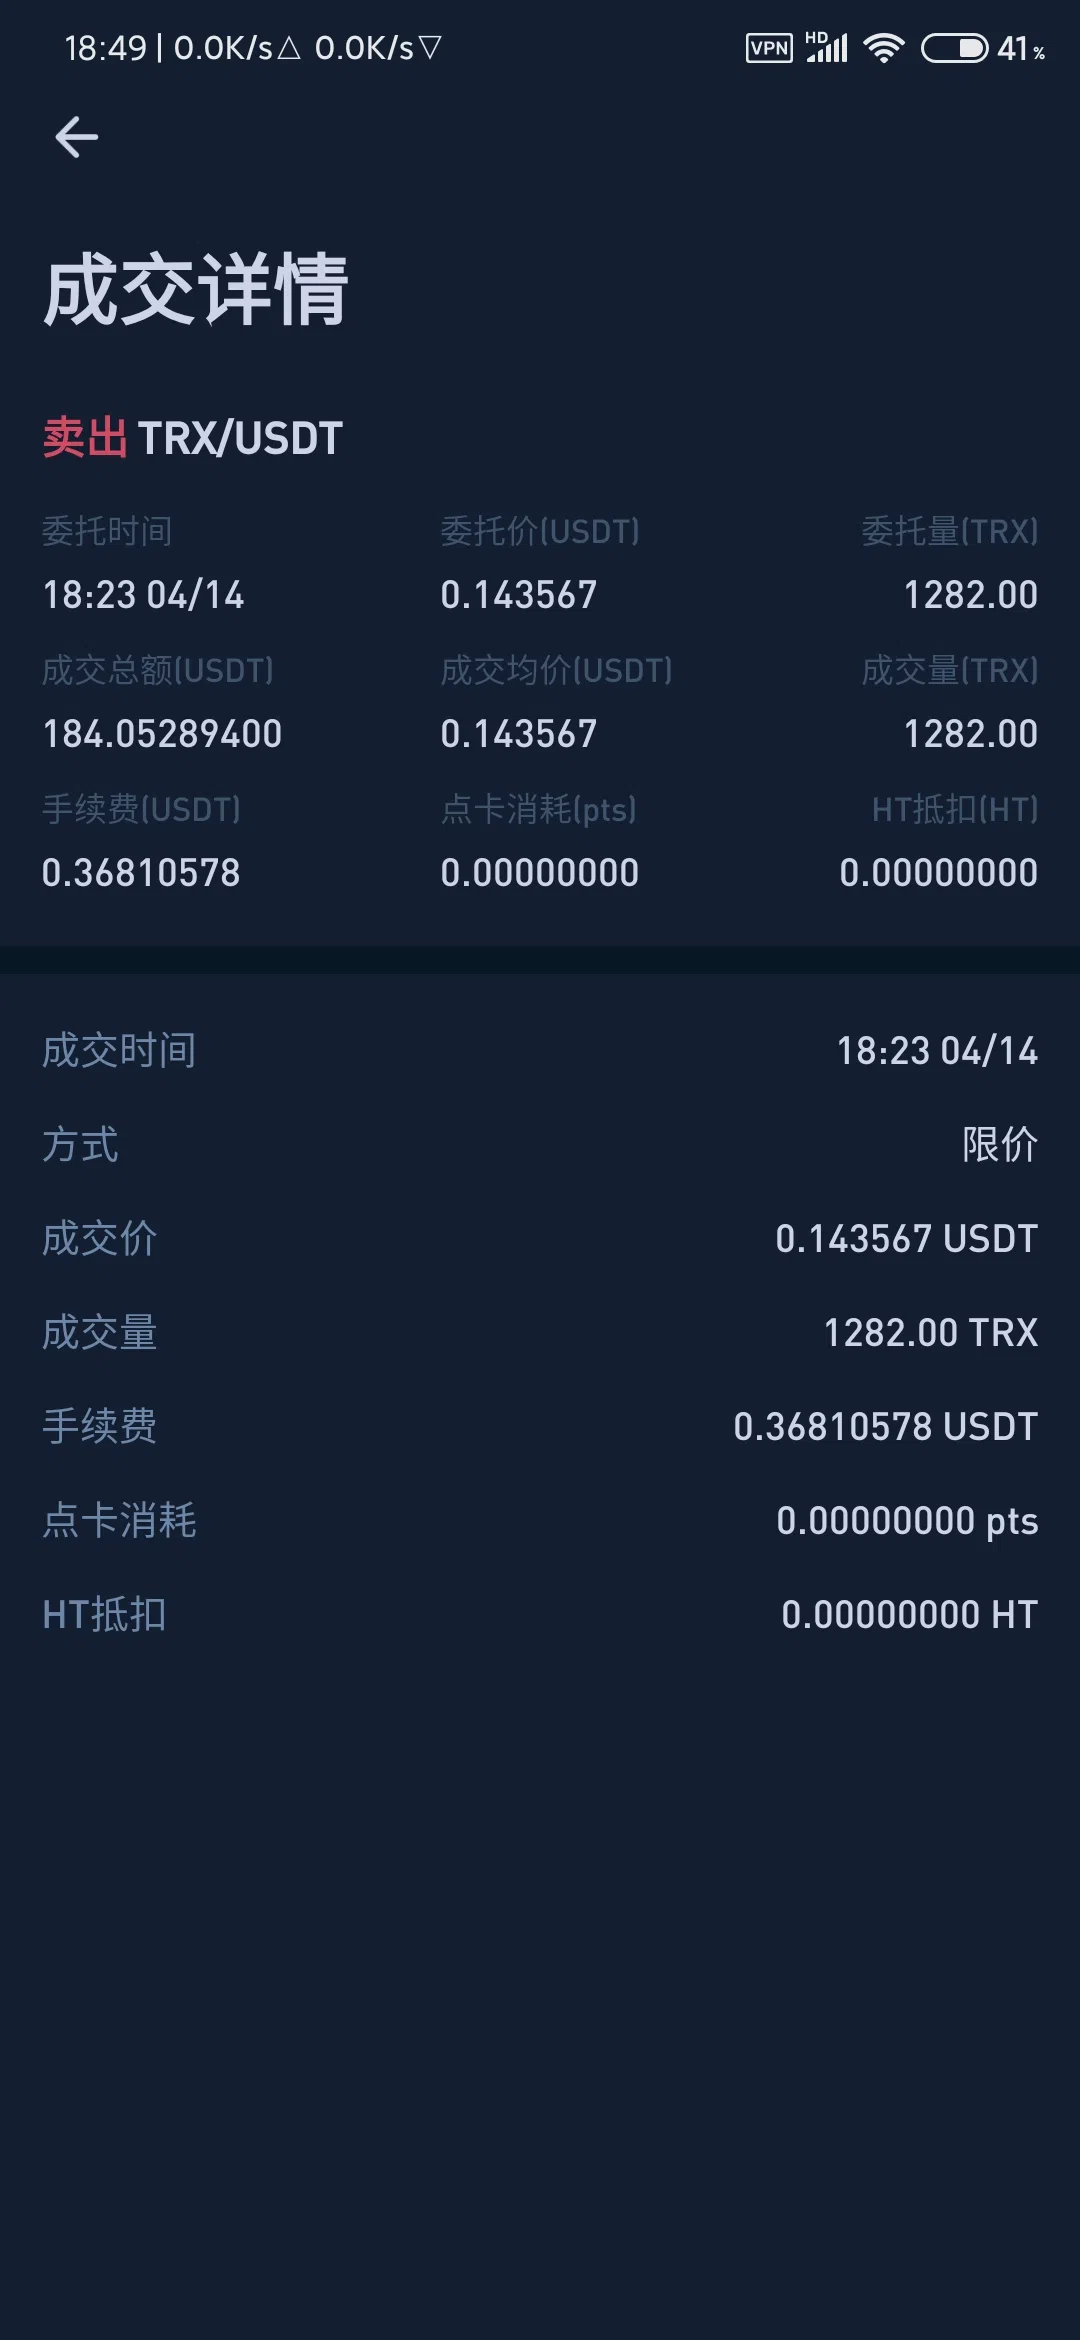 18:49 | 0.0K/s△ 0.0K/s▽ VPN HD 41%
成交详情
卖出 TRX/USDT
委托时间 委托价(USDT) 委托量(TRX)
18:23 04/14 0.143567 1282.00
成交总额(USDT) 成交均价(USDT) 成交量(TRX)
184.05289400 0.143567 1282.00
手续费(USDT) 点卡消耗(pts) HT抵扣(HT)
0.36810578 0.00000000 0.00000000
成交时间 18:23 04/14
方式 限价
成交价 0.143567 USDT
成交量 1282.00 TRX
手续费 0.36810578 USDT
点卡消耗 0.00000000 pts
HT抵扣 0.00000000 HT